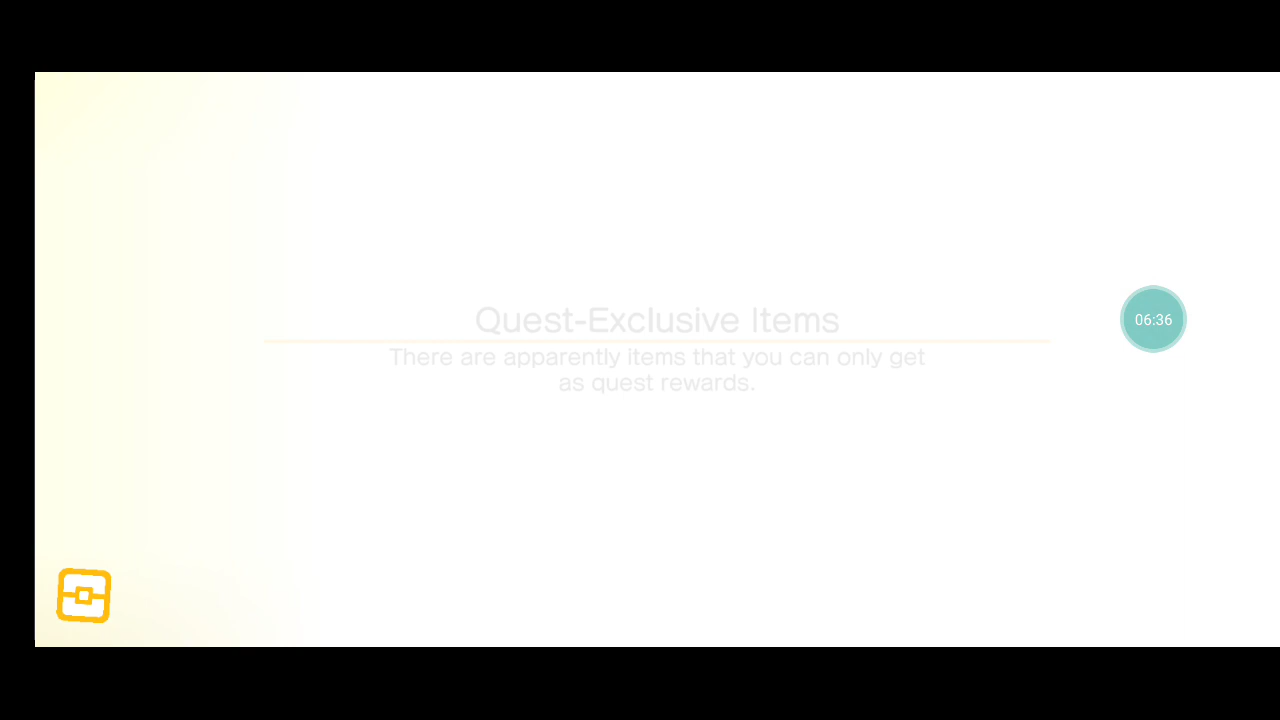 Quest-Exclusive Items
There are apparently items that you can only get
as quest rewards.
06:36